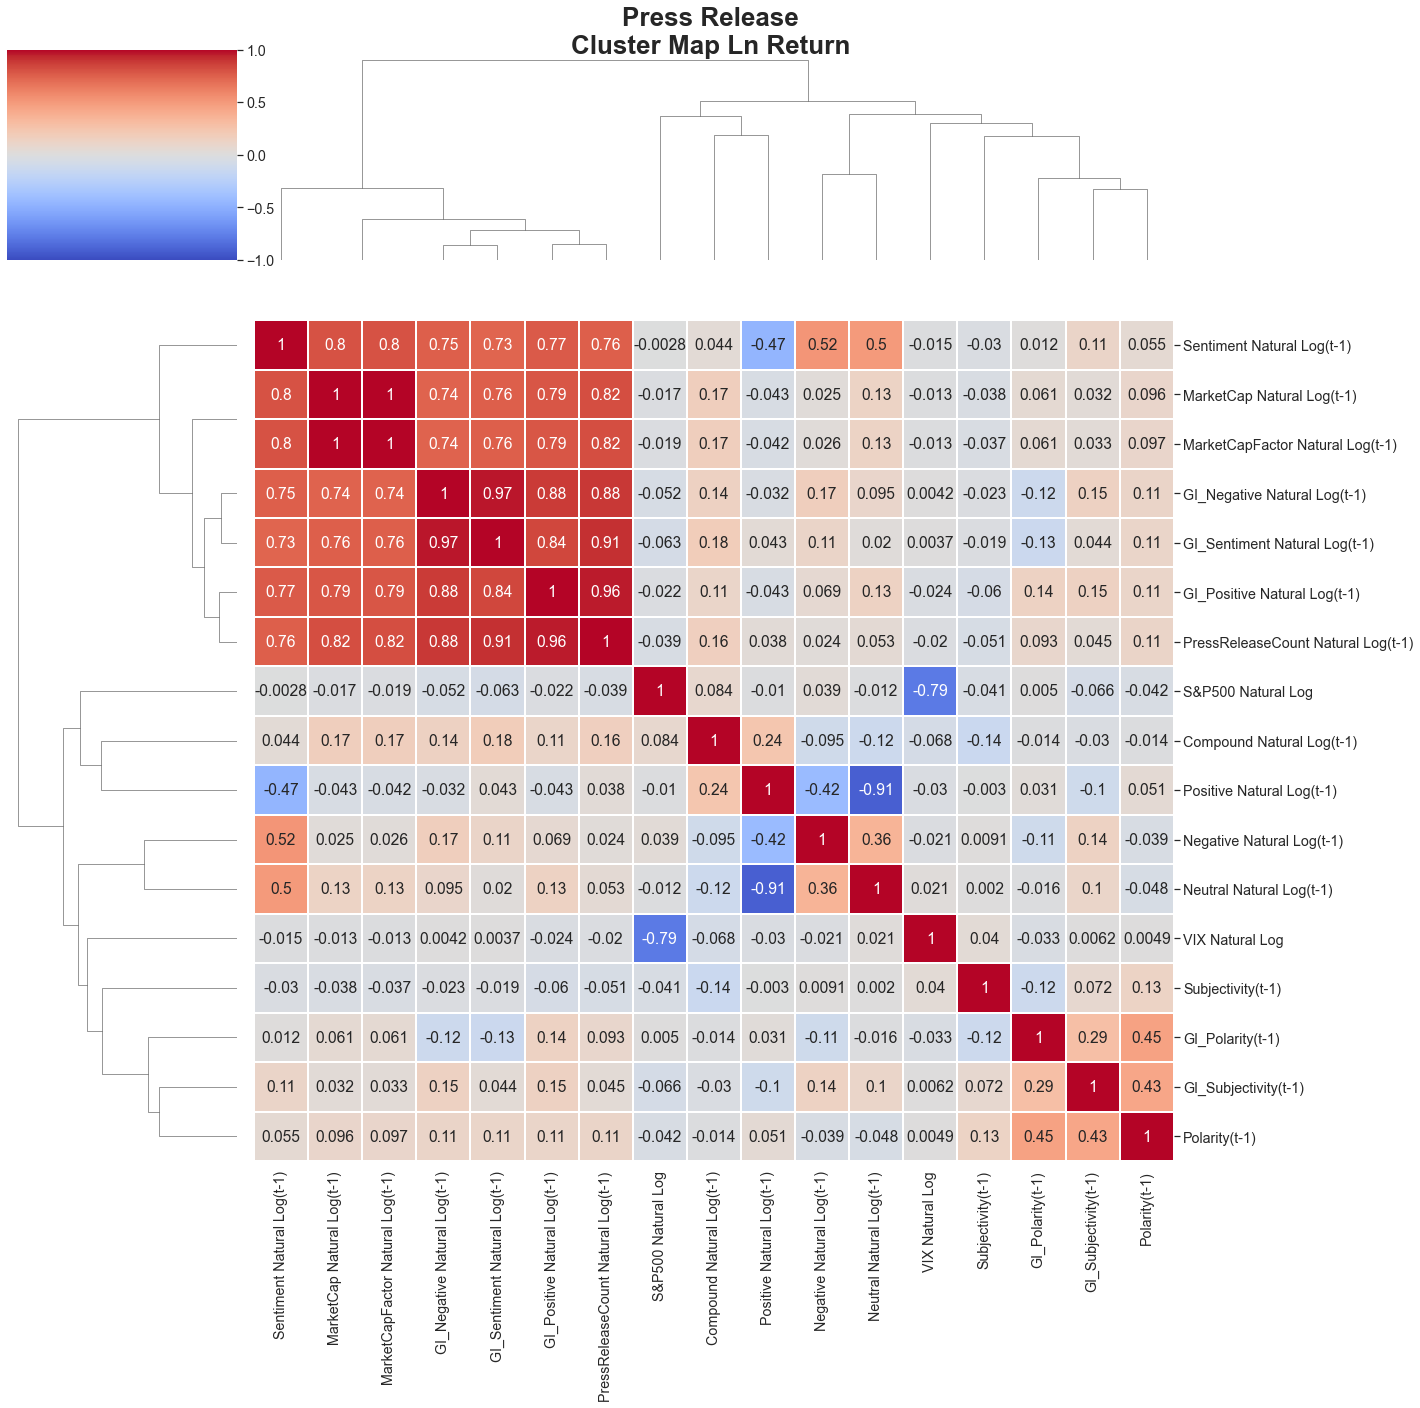 Press Release
Cluster Map Ln Return
1.0
0.5
0.0
−0.5
−1.0
1 0.8 0.8 0.75 0.73 0.77 0.76 -0.0028 0.044 -0.47 0.52 0.5 -0.015 -0.03 0.012 0.11 0.055 Sentiment Natural Log(t-1)
0.8 1 1 0.74 0.76 0.79 0.82 -0.017 0.17 -0.043 0.025 0.13 -0.013 -0.038 0.061 0.032 0.096 MarketCap Natural Log(t-1)
0.8 1 1 0.74 0.76 0.79 0.82 -0.019 0.17 -0.042 0.026 0.13 -0.013 -0.037 0.061 0.033 0.097 MarketCapFactor Natural Log(t-1)
0.75 0.74 0.74 1 0.97 0.88 0.88 -0.052 0.14 -0.032 0.17 0.095 0.0042 -0.023 -0.12 0.15 0.11 GI_Negative Natural Log(t-1)
0.73 0.76 0.76 0.97 1 0.84 0.91 -0.063 0.18 0.043 0.11 0.02 0.0037 -0.019 -0.13 0.044 0.11 GI_Sentiment Natural Log(t-1)
0.77 0.79 0.79 0.88 0.84 1 0.96 -0.022 0.11 -0.043 0.069 0.13 -0.024 -0.06 0.14 0.15 0.11 GI_Positive Natural Log(t-1)
0.76 0.82 0.82 0.88 0.91 0.96 1 -0.039 0.16 0.038 0.024 0.053 -0.02 -0.051 0.093 0.045 0.11 PressReleaseCount Natural Log(t-1)
-0.0028 -0.017 -0.019 -0.052 -0.063 -0.022 -0.039 1 0.084 -0.01 0.039 -0.012 -0.79 -0.041 0.005 -0.066 -0.042 S&P500 Natural Log
0.044 0.17 0.17 0.14 0.18 0.11 0.16 0.084 1 0.24 -0.095 -0.12 -0.068 -0.14 -0.014 -0.03 -0.014 Compound Natural Log(t-1)
-0.47 -0.043 -0.042 -0.032 0.043 -0.043 0.038 -0.01 0.24 1 -0.42 -0.91 -0.03 -0.003 0.031 -0.1 0.051 Positive Natural Log(t-1)
0.52 0.025 0.026 0.17 0.11 0.069 0.024 0.039 -0.095 -0.42 1 0.36 -0.021 0.0091 -0.11 0.14 -0.039 Negative Natural Log(t-1)
0.5 0.13 0.13 0.095 0.02 0.13 0.053 -0.012 -0.12 -0.91 0.36 1 0.021 0.002 -0.016 0.1 -0.048 Neutral Natural Log(t-1)
-0.015 -0.013 -0.013 0.0042 0.0037 -0.024 -0.02 -0.79 -0.068 -0.03 -0.021 0.021 1 0.04 -0.033 0.0062 0.0049 VIX Natural Log
-0.03 -0.038 -0.037 -0.023 -0.019 -0.06 -0.051 -0.041 -0.14 -0.003 0.0091 0.002 0.04 1 -0.12 0.072 0.13 Subjectivity(t-1)
0.012 0.061 0.061 -0.12 -0.13 0.14 0.093 0.005 -0.014 0.031 -0.11 -0.016 -0.033 -0.12 1 0.29 0.45 GI_Polarity(t-1)
0.11 0.032 0.033 0.15 0.044 0.15 0.045 -0.066 -0.03 -0.1 0.14 0.1 0.0062 0.072 0.29 1 0.43 GI_Subjectivity(t-1)
0.055 0.096 0.097 0.11 0.11 0.11 0.11 -0.042 -0.014 0.051 -0.039 -0.048 0.0049 0.13 0.45 0.43 1 Polarity(t-1)
Sentiment Natural Log(t-1)
MarketCap Natural Log(t-1)
MarketCapFactor Natural Log(t-1)
GI_Negative Natural Log(t-1)
GI_Sentiment Natural Log(t-1)
GI_Positive Natural Log(t-1)
PressReleaseCount Natural Log(t-1)
S&P500 Natural Log
Compound Natural Log(t-1)
Positive Natural Log(t-1)
Negative Natural Log(t-1)
Neutral Natural Log(t-1)
VIX Natural Log
Subjectivity(t-1)
GI_Polarity(t-1)
GI_Subjectivity(t-1)
Polarity(t-1)